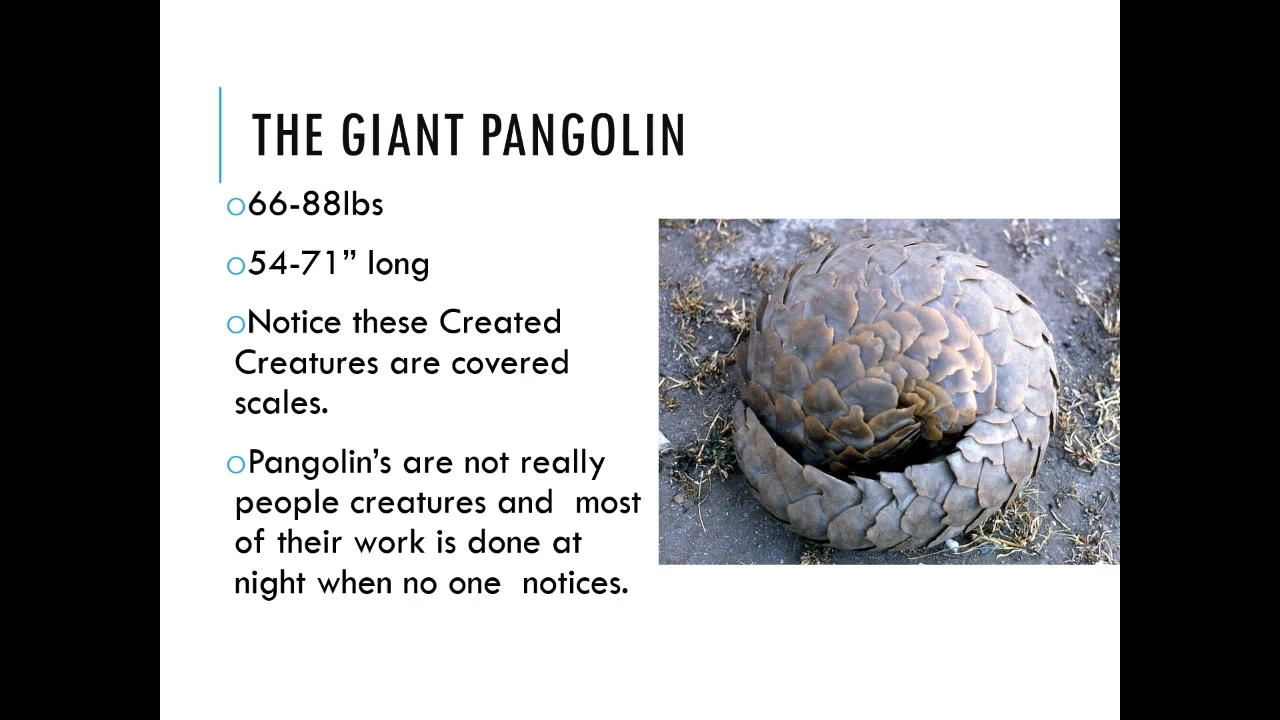 THE GIANT PANGOLIN
o66-88lbs
o54-71” long
oNotice these Created
Creatures are covered
scales.
oPangolin’s are not really
people creatures and  most
of their work is done at
night when no one  notices.